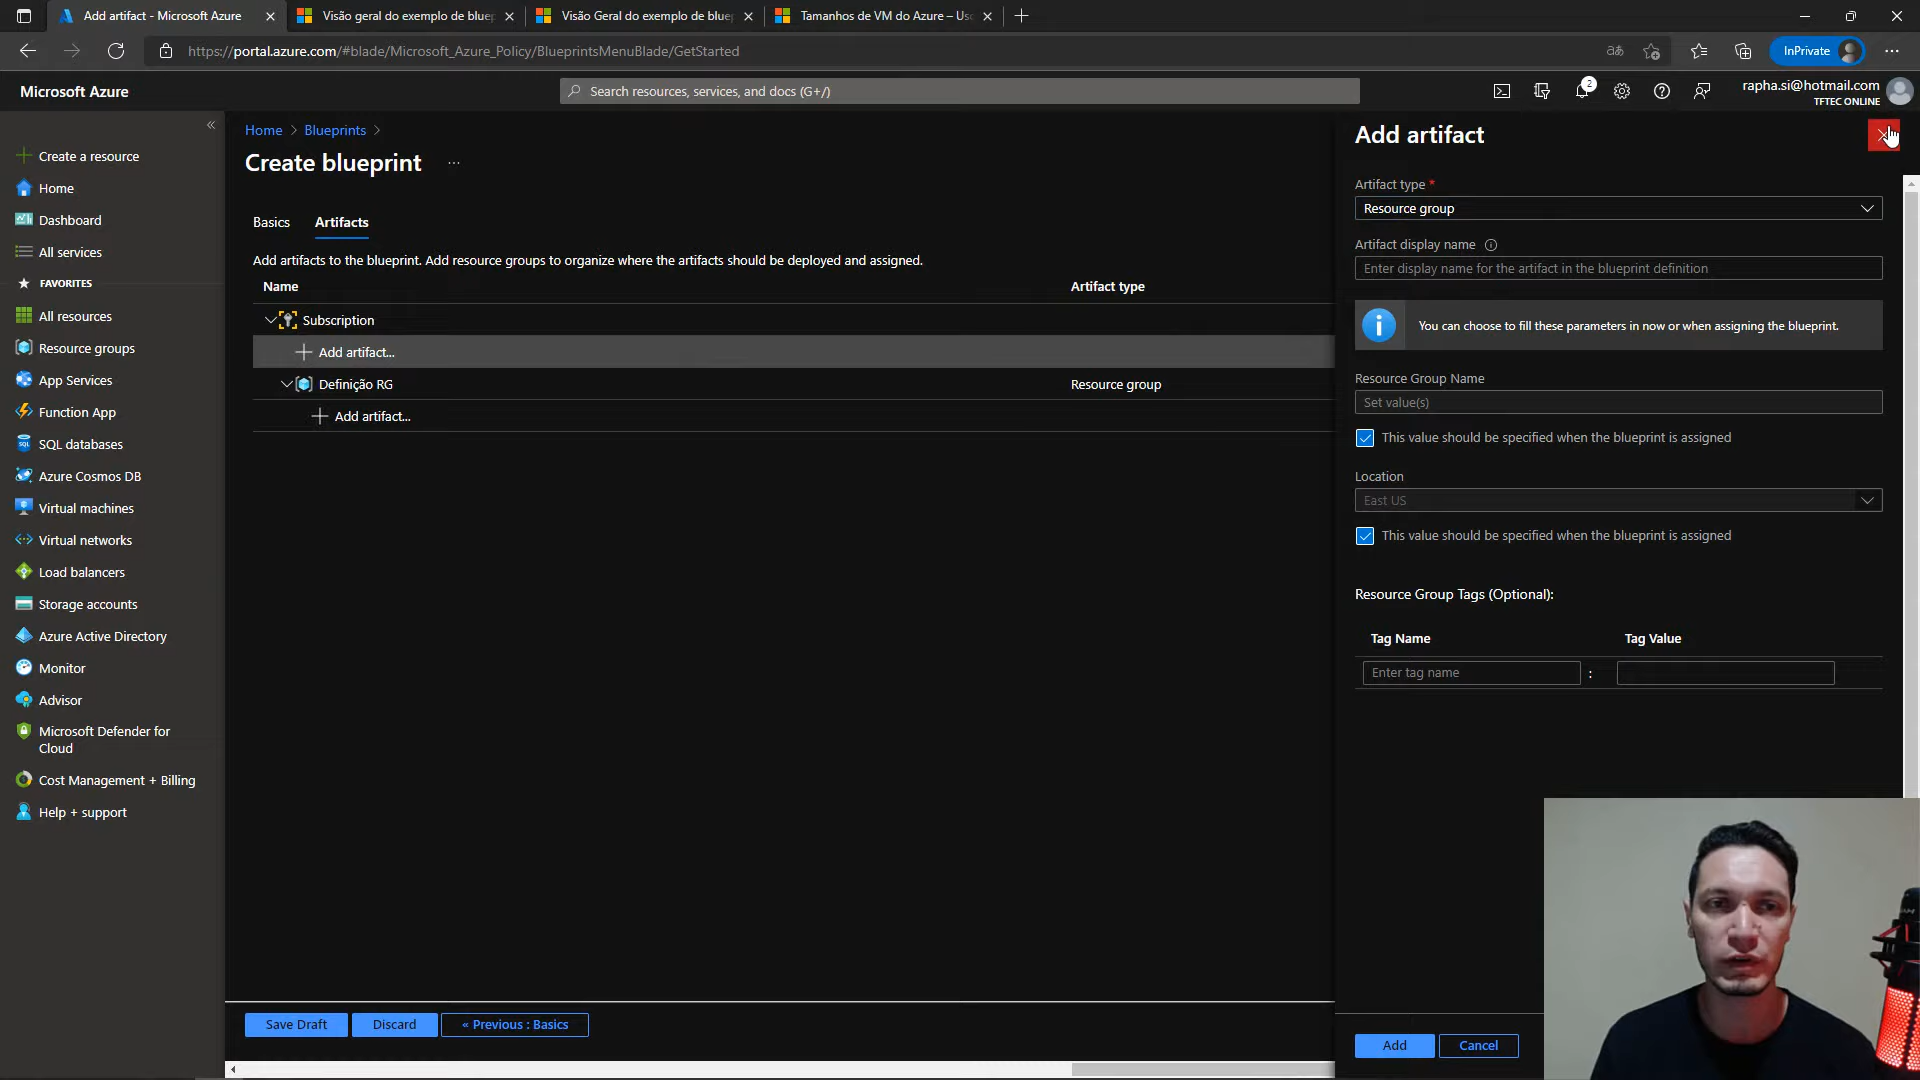 Add artifact - Microsoft Azure
Visão geral do exemplo de blue
Visão Geral do exemplo de blue
Tamanhos de VM do Azure – Us
https://portal.azure.com/#blade/Microsoft_Azure_Policy/BlueprintsMenuBlade/GetStarted
InPrivate
Microsoft Azure
Search resources, services, and docs (G+/)
2
rapha.si@hotmail.com
TFTEC ONLINE
Create a resource
Home
Dashboard
All services
FAVORITES
All resources
Resource groups
App Services
Function App
SQL databases
Azure Cosmos DB
Virtual machines
Virtual networks
Load balancers
Storage accounts
Azure Active Directory
Monitor
Advisor
Microsoft Defender for
Cloud
Cost Management + Billing
Help + support
Home > Blueprints >
Create blueprint ...
Basics
Artifacts
Add artifacts to the blueprint. Add resource groups to organize where the artifacts should be deployed and assigned.
Name
Artifact type
Subscription
Add artifact...
Definição RG
Resource group
Add artifact...
Save Draft
Discard
« Previous : Basics
Add artifact
Artifact type *
Resource group
Artifact display name
Enter display name for the artifact in the blueprint definition
You can choose to fill these parameters in now or when assigning the blueprint.
Resource Group Name
Set value(s)
This value should be specified when the blueprint is assigned
Location
East US
This value should be specified when the blueprint is assigned
Resource Group Tags (Optional):
Tag Name
Tag Value
Enter tag name
:
Add
Cancel